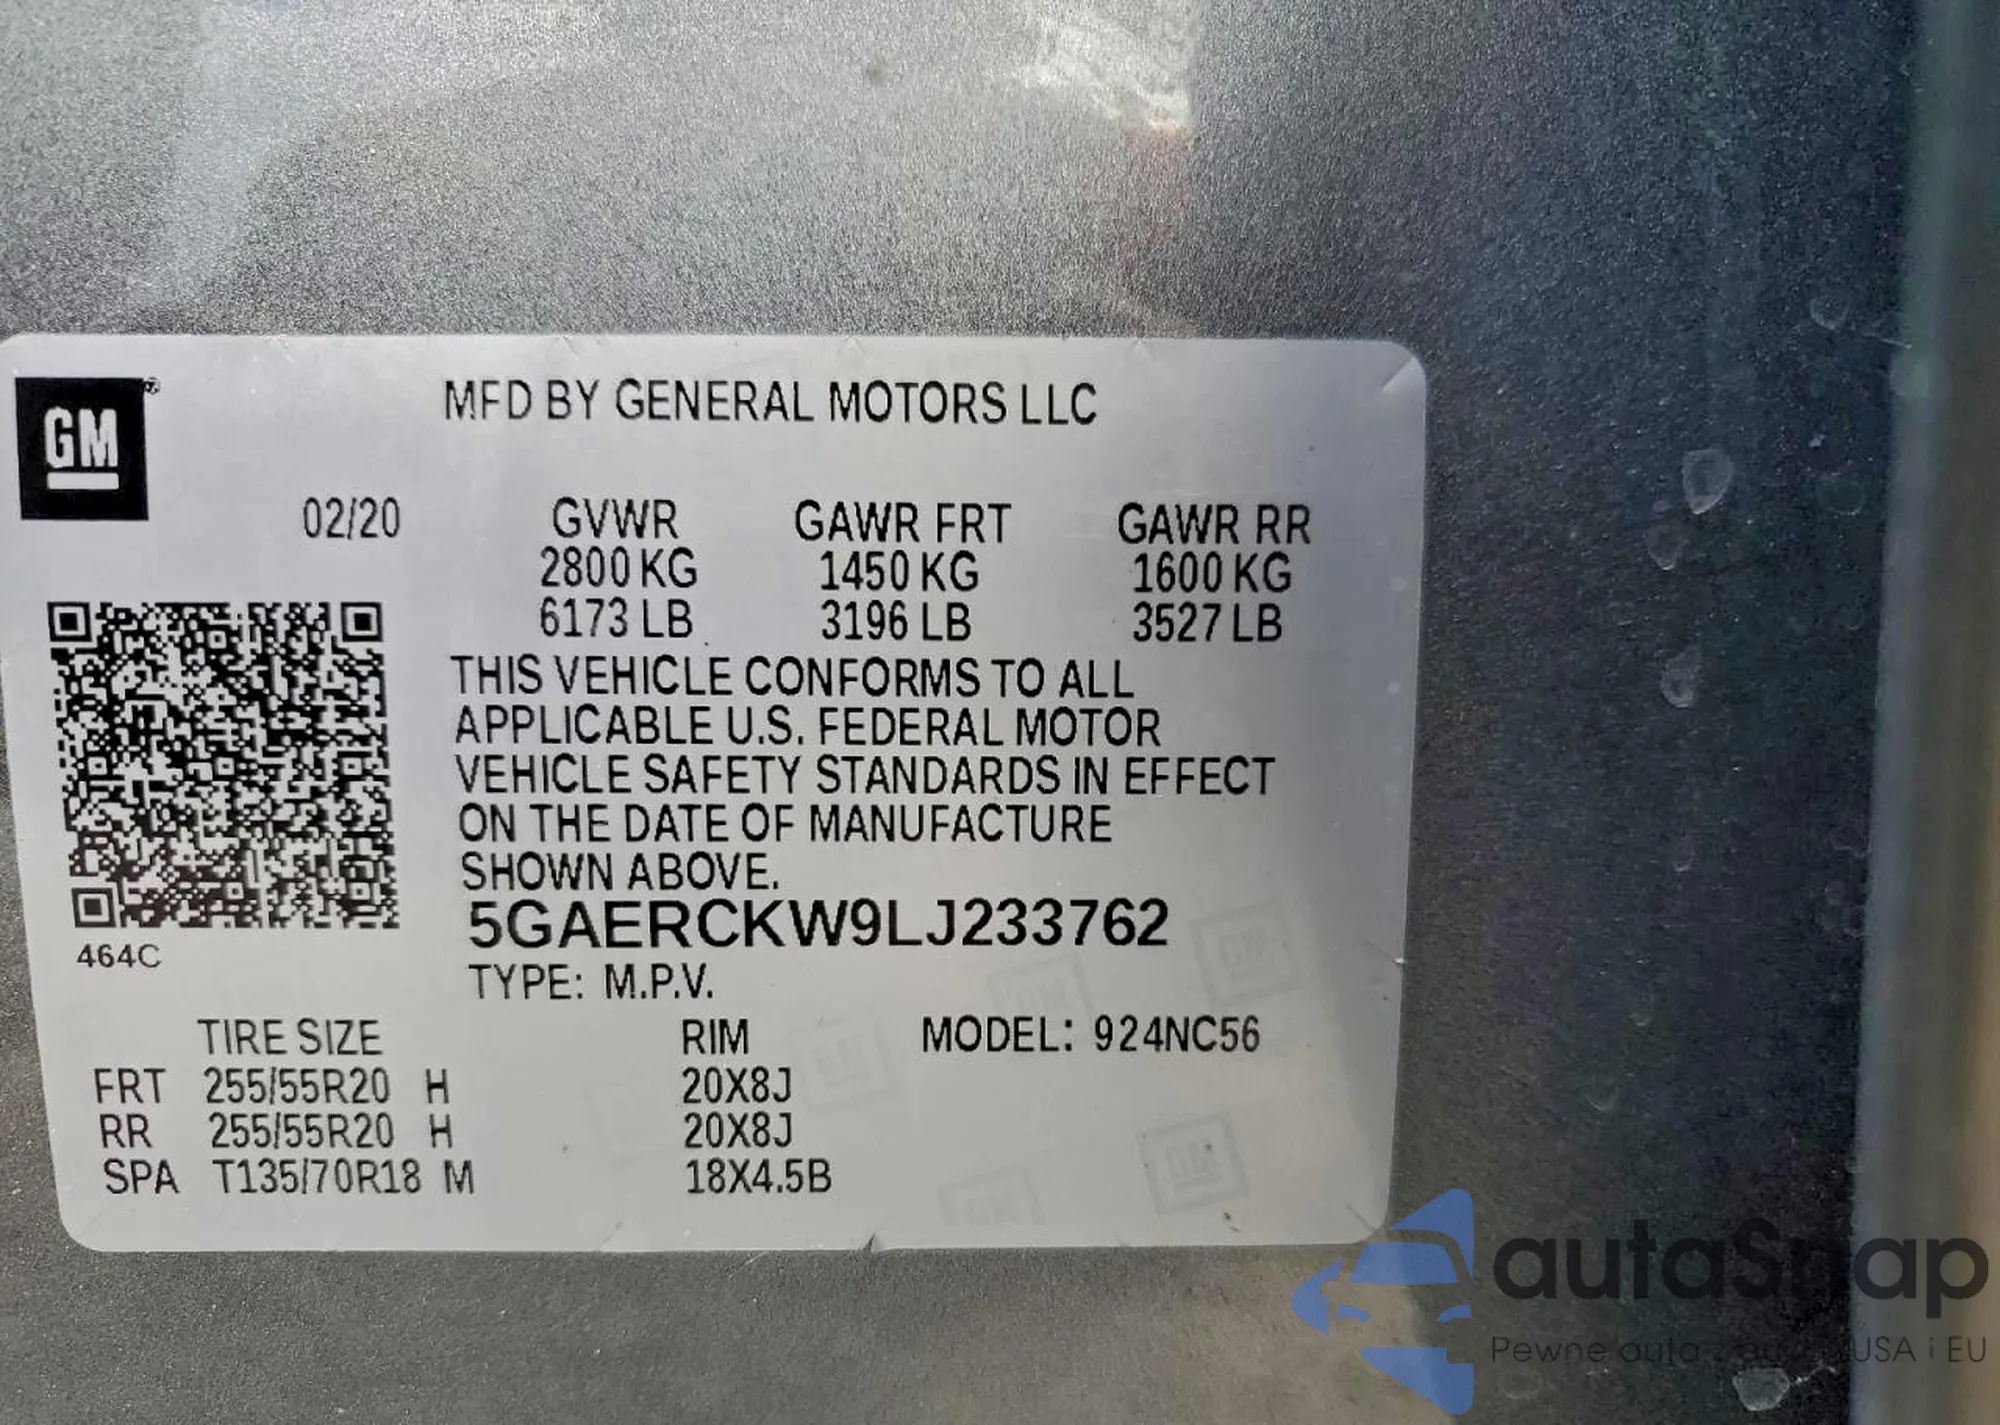 GM®
MFD BY GENERAL MOTORS LLC
02/20 GVWR GAWR FRT GAWR RR
2800 KG 1450 KG 1600 KG
6173 LB 3196 LB 3527 LB
THIS VEHICLE CONFORMS TO ALL
APPLICABLE U.S. FEDERAL MOTOR
VEHICLE SAFETY STANDARDS IN EFFECT
ON THE DATE OF MANUFACTURE
SHOWN ABOVE.
5GAERCKW9LJ233762
464C
TYPE: M.P.V.
TIRE SIZE RIM MODEL: 924NC56
FRT 255/55R20 H 20X8J
RR 255/55R20 H 20X8J
SPA T135/70R18 M 18X4.5B
autaSnap
Pewne auta z USA i EU